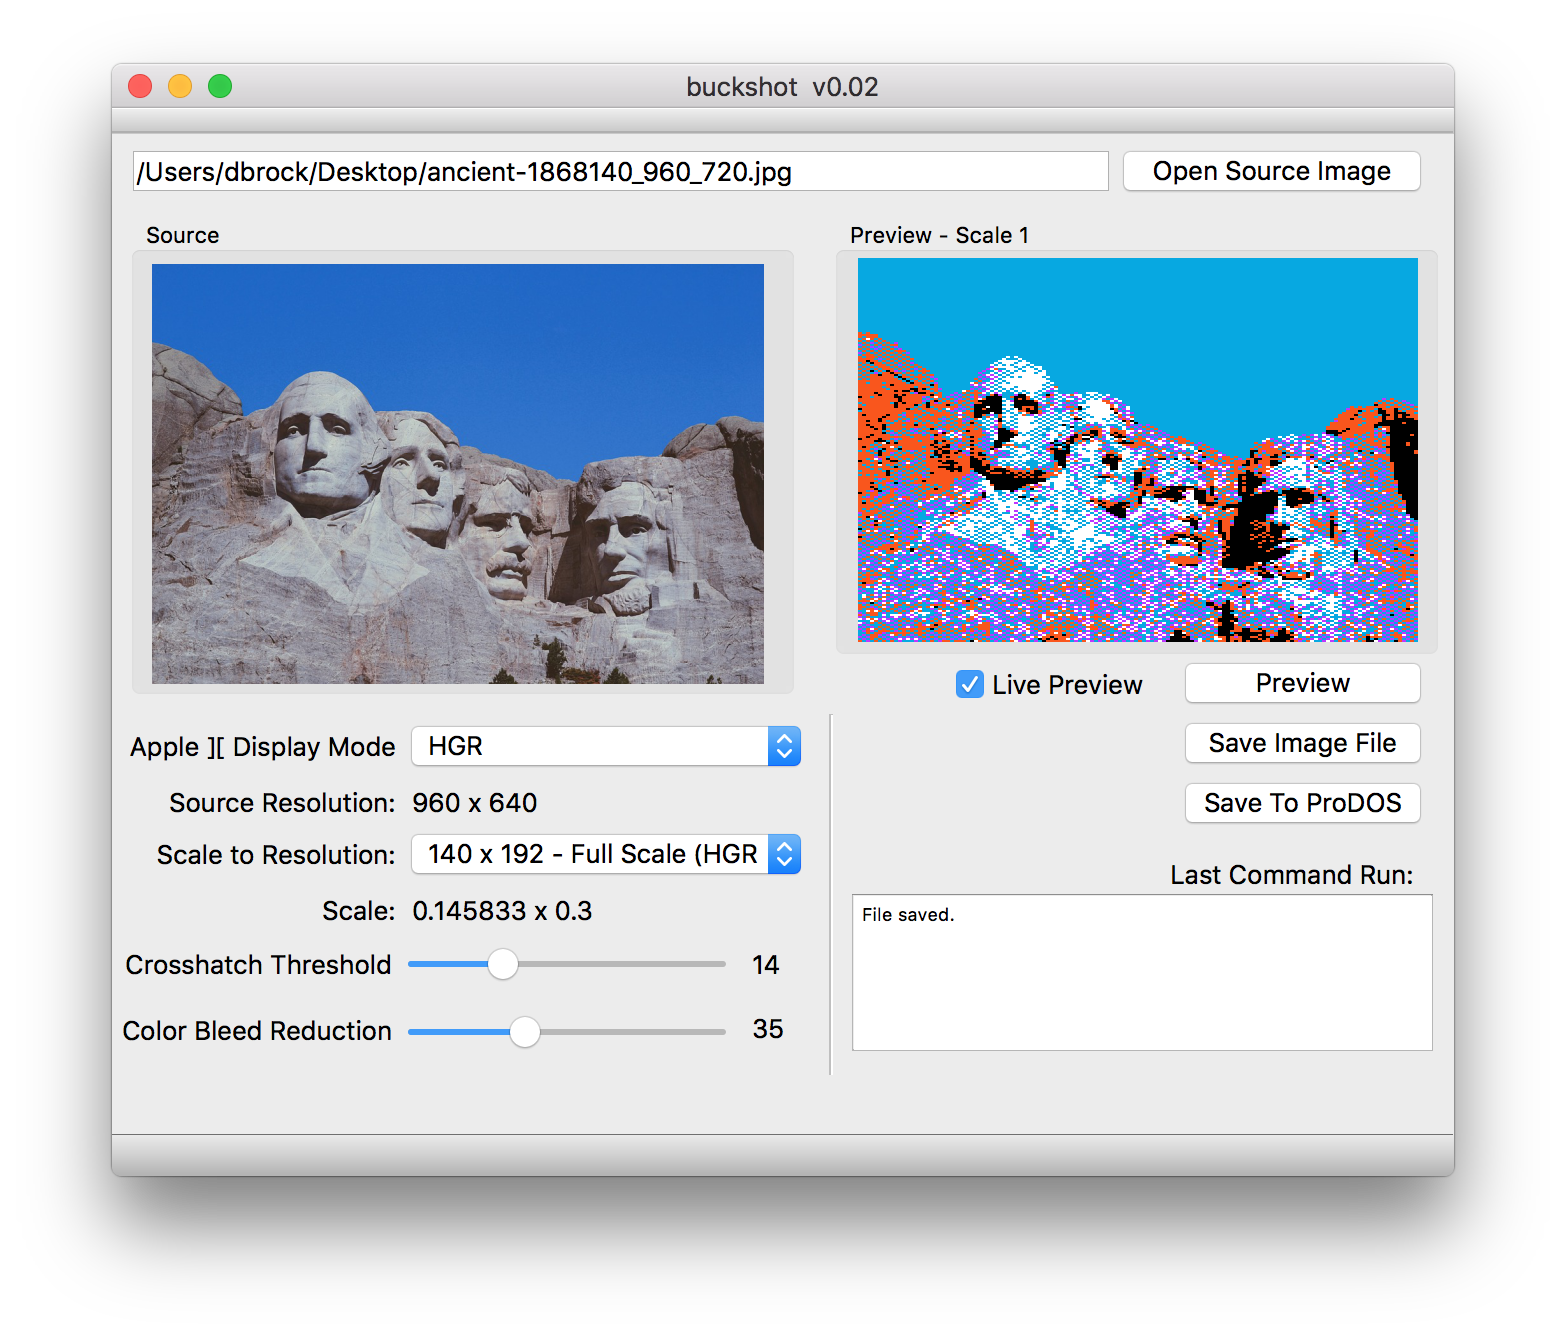 buckshot v0.02
/Users/dbrock/Desktop/ancient-1868140_960_720.jpg
Open Source Image
Source
Preview - Scale 1
Live Preview
Preview
Save Image File
Save To ProDOS
Apple ][ Display Mode
HGR
Source Resolution:
960 x 640
Scale to Resolution:
140 x 192 - Full Scale (HGR
Scale:
0.145833 x 0.3
Crosshatch Threshold
14
Color Bleed Reduction
35
Last Command Run:
File saved.